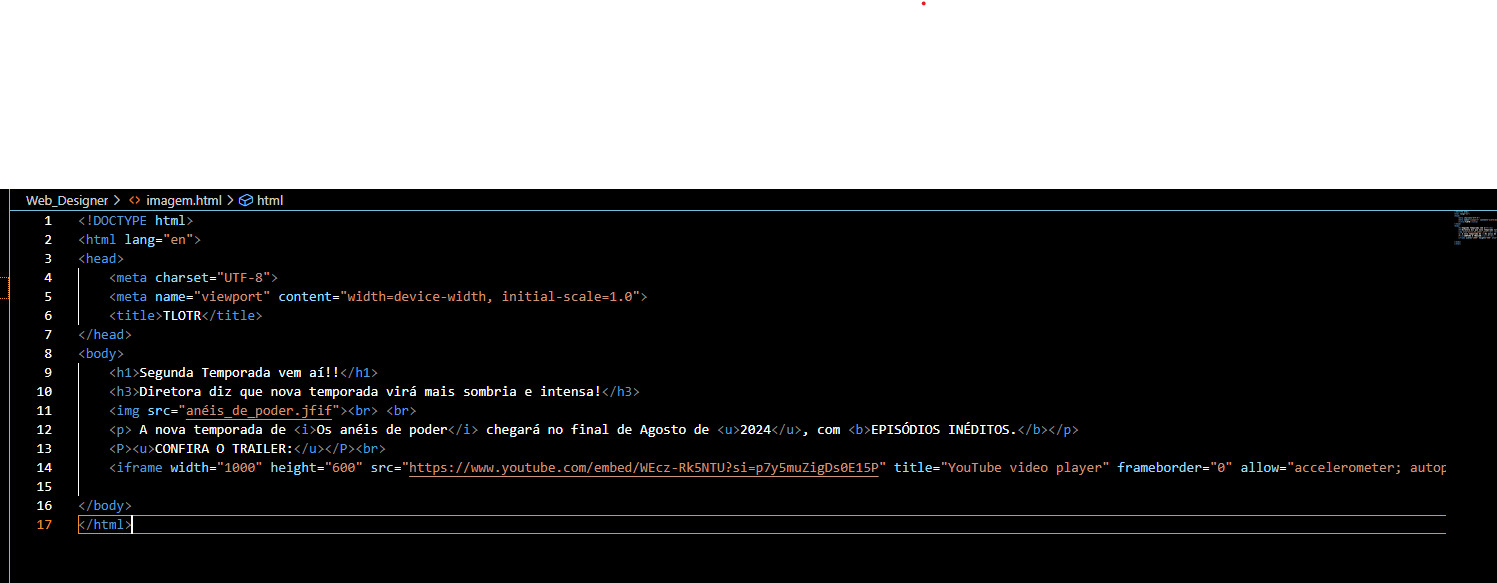 Web_Designer > <> imagem.html > html
1 <!DOCTYPE html>
2 <html lang="en">
3 <head>
4 <meta charset="UTF-8">
5 <meta name="viewport" content="width=device-width, initial-scale=1.0">
6 <title>TLOTR</title>
7 </head>
8 <body>
9 <h1>Segunda Temporada vem aí!!</h1>
10 <h3>Diretora diz que nova temporada virá mais sombria e intensa!</h3>
11 <img src="anéis_de_poder.jfif"><br> <br>
12 <p> A nova temporada de <i>Os anéis de poder</i> chegará no final de Agosto de <u>2024</u>, com <b>EPISÓDIOS INÉDITOS.</b></p>
13 <P><u>CONFIRA O TRAILER:</u></P><br>
14 <iframe width="1000" height="600" src="https://www.youtube.com/embed/WEcz-Rk5NTU?si=p7y5muZigDs0E15P" title="YouTube video player" frameborder="0" allow="accelerometer; autop
15
16 </body>
17 </html>